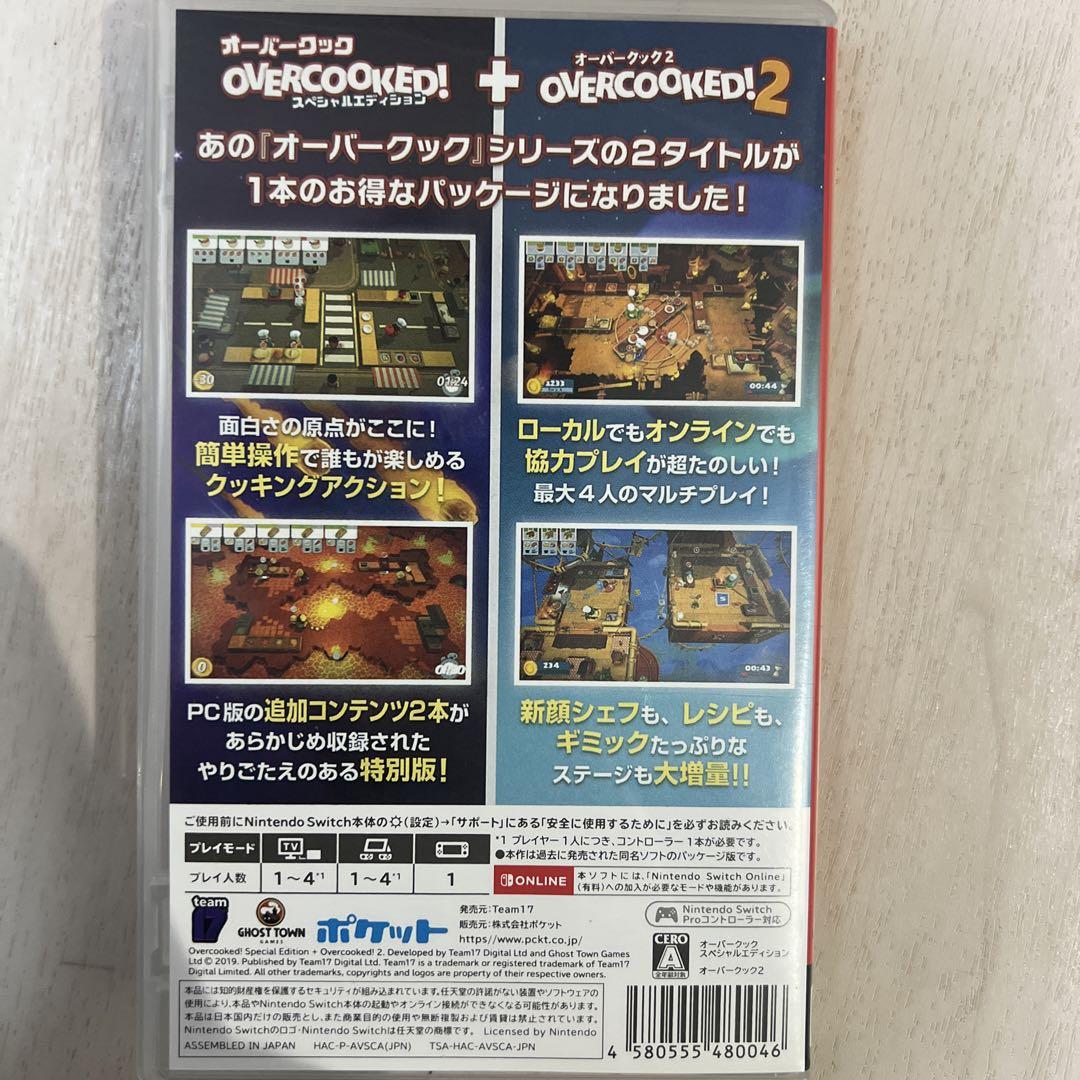 オーバークック
OVERCOOKED!
スペシャルエディション
+
オーバークック2
OVERCOOKED! 2
あの『オーバークック』シリーズの2タイトルが
1本のお得なパッケージになりました!
-30
01:24
1233
00:44
面白さの原点がここに!
簡単操作で誰もが楽しめる
クッキングアクション!
ローカルでもオンラインでも
協力プレイが超たのしい!
最大4人のマルチプレイ!
0
234
00:43
PC版の追加コンテンツ2本が
あらかじめ収録された
やりごたえのある特別版!
新顔シェフも、レシピも、
ギミックたっぷりな
ステージも大増量!!
ご使用前にNintendo Switch本体の(設定)→「サポート」にある「安全に使用するために」を必ずお読みください。
プレイモード
TV
プレイ人数
1〜4*1
1〜4*1
1
*1 プレイヤー1人につき、コントローラー1本が必要です。
●本作は過去に発売された同名ソフトのパッケージ版です。
ONLINE
本ソフトには、「Nintendo Switch Online」
(有料)への加入が必要なモードや機能があります。
team17
GHOST TOWN
GAMES
ポケット
発売元:Team17
販売元:株式会社ポケット
https//www.pckt.co.jp/
Nintendo Switch
Proコントローラー対応
Overcooked! Special Edition + Overcooked! 2. Developed by Team17 Digital Ltd and Ghost Town Games
Ltd © 2019. Published by Team17 Digital Ltd. Team17 is a trademark or registered trademark of Team17
Digital Limited. All other trademarks, copyrights and logos are property of their respective owners.
CERO
A
全年齢対象
オーバークック
スペシャルエディション
オーバークック2
本品には知的財産権を保護するセキュリティが組み込まれています。任天堂の許諾がない装置やソフトウェアの
使用により、本品やNintendo Switch本体の起動やオンライン接続ができなくなる可能性があります。
本品は日本国内だけの販売とし、また商業目的の使用や無断複製および賃貸は禁止されています。
Nintendo Switchのロゴ・Nintendo Switchは任天堂の商標です。 Licensed by Nintendo
ASSEMBLED IN JAPAN HAC-P-AVSCA(JPN) TSA-HAC-AVSCA-JPN
4 580555 480046